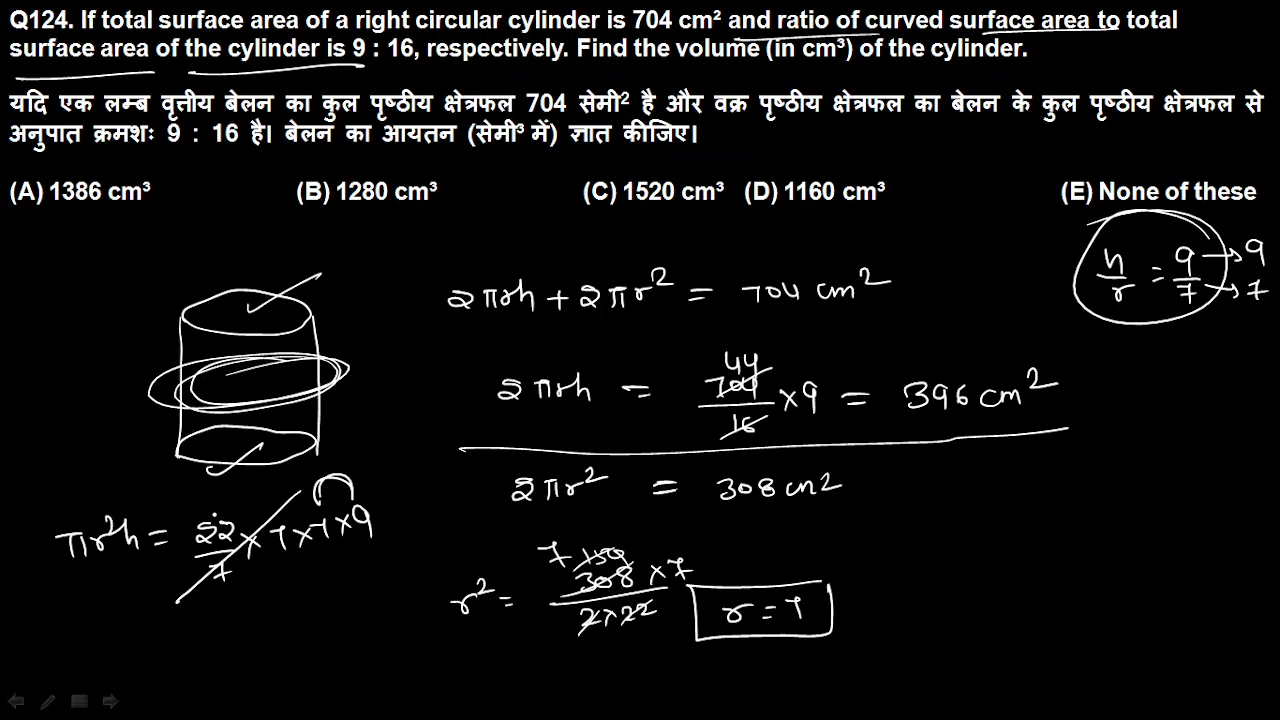 Q124. If total surface area of a right circular cylinder is 704 cm² and ratio of curved surface area to total
surface area of the cylinder is 9 : 16, respectively. Find the volume (in cm³) of the cylinder.
यदि एक लम्ब वृत्तीय बेलन का कुल पृष्ठीय क्षेत्रफल 704 सेमी² है और वक्र पृष्ठीय क्षेत्रफल का बेलन के कुल पृष्ठीय क्षेत्रफल से
अनुपात क्रमशः 9 : 16 है। बेलन का आयतन (सेमी³ में) ज्ञात कीजिए।
(A) 1386 cm³ (B) 1280 cm³ (C) 1520 cm³ (D) 1160 cm³ (E) None of these
h/r = 9/7 → 9 → 7
2πrh + 2πr² = 704 cm²
2πrh = 704/16 × 9 = 396 cm²
44
2πr² = 308 cm²
πr²h = 22/7 × 7 × 7 × 9
r² = 308 × 7 / 2 × 22
7
r = 7